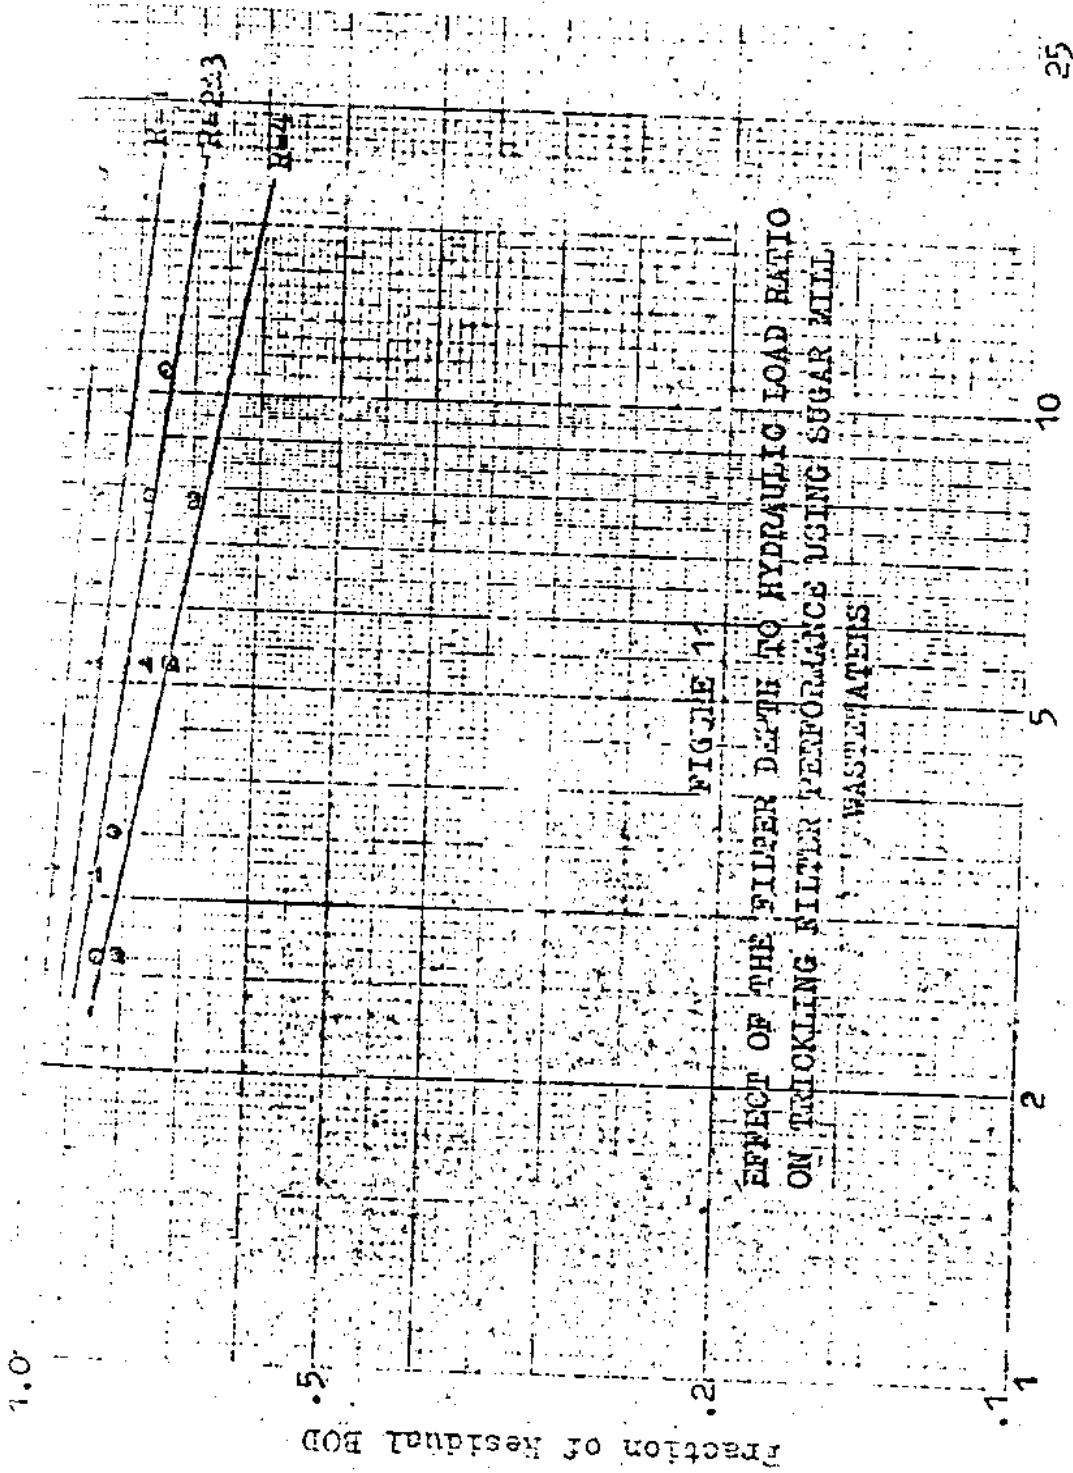 Fraction of Residual BOD
1.0
.5
.2
.1
1
2
5
10
25
R=1
R=2-3
R=4
FIGURE 11
EFFECT OF THE FILTER DEPTH TO HYDRAULIC LOAD RATIO
ON TRICKLING FILTER PERFORMANCE USING SUGAR MILL
WASTEWATERS